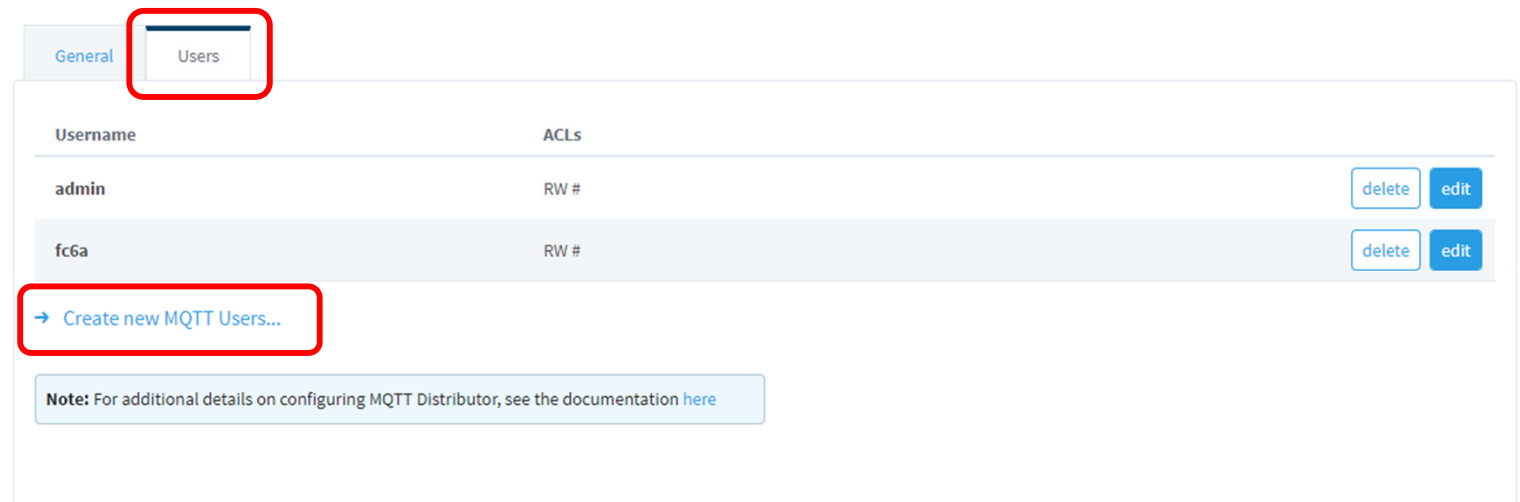 General Users
Username ACLs
admin RW # delete edit
fc6a RW # delete edit
→ Create new MQTT Users...
Note: For additional details on configuring MQTT Distributor, see the documentation here